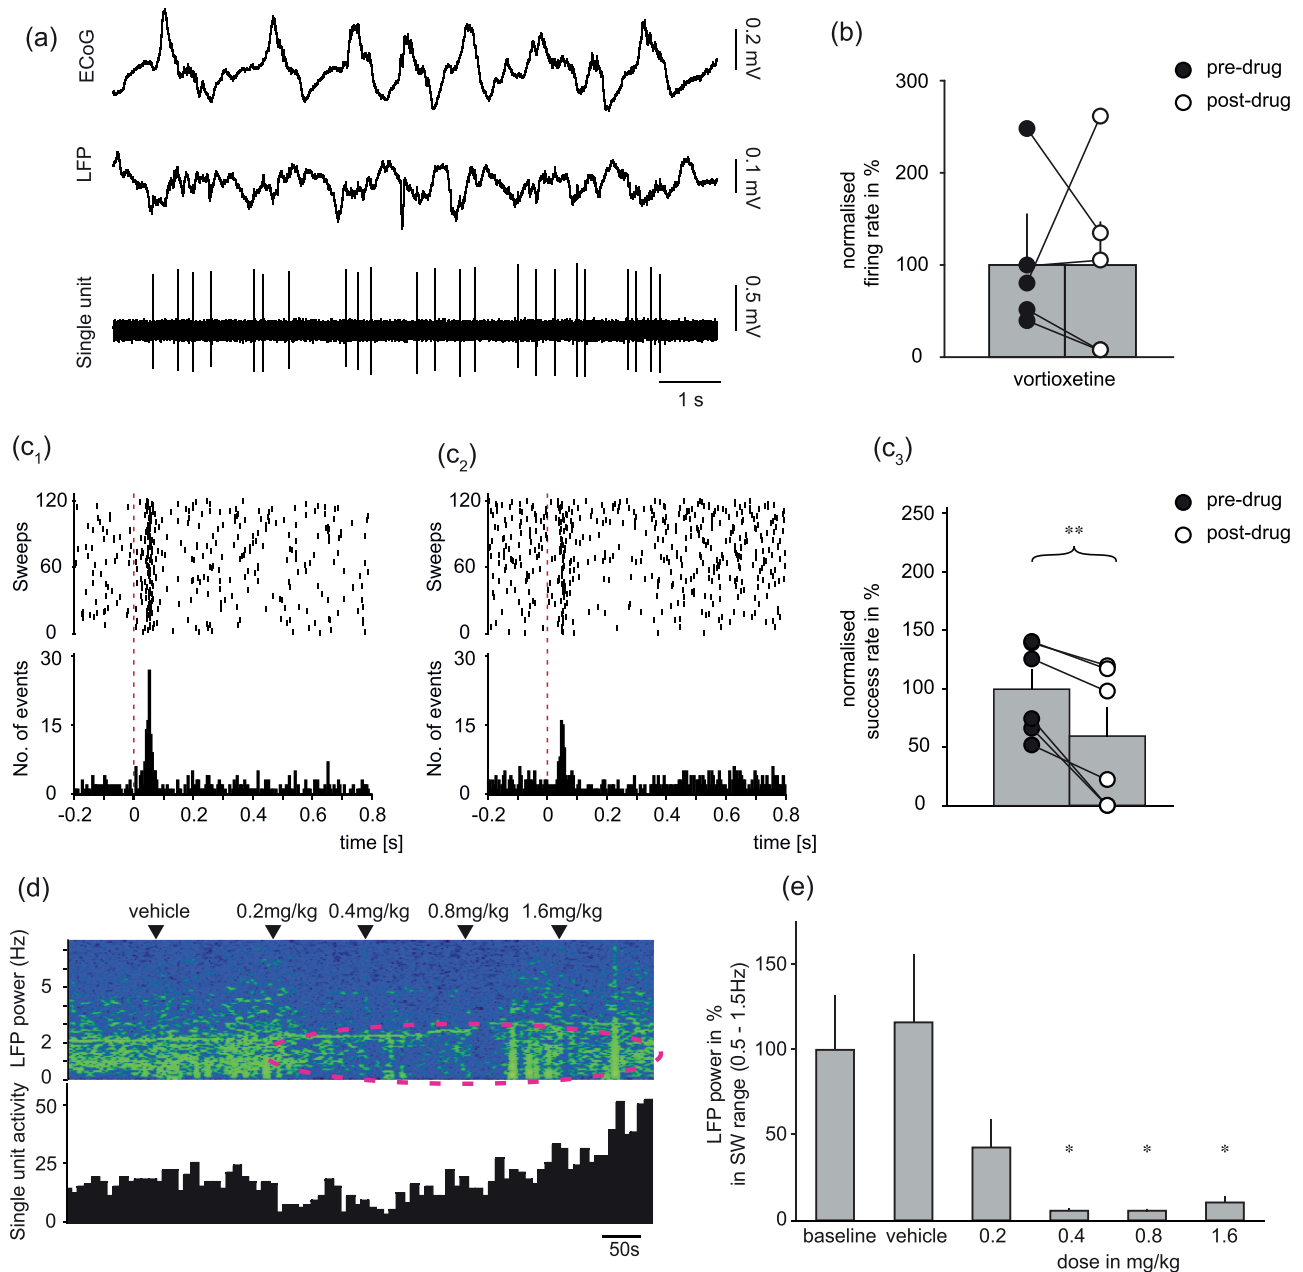 (a)
ECoG
0.2 mV
LFP
0.1 mV
Single unit
0.5 mV
1 s
(b)
pre-drug
post-drug
normalised
firing rate in %
300
200
100
0
vortioxetine
(c1)
Sweeps
120
60
0
No. of events
30
15
0
-0.2 0 0.2 0.4 0.6 0.8
time [s]
(c2)
Sweeps
120
60
0
No. of events
30
15
0
-0.2 0 0.2 0.4 0.6 0.8
time [s]
(c3)
pre-drug
post-drug
**
normalised
success rate in %
250
200
150
100
50
0
(d)
vehicle 0.2mg/kg 0.4mg/kg 0.8mg/kg 1.6mg/kg
LFP power (Hz)
5
2
0
Single unit activity
50
25
0
50s
(e)
LFP power in %
in SW range (0.5 - 1.5Hz)
150
100
50
0
* * *
baseline vehicle 0.2 0.4 0.8 1.6
dose in mg/kg